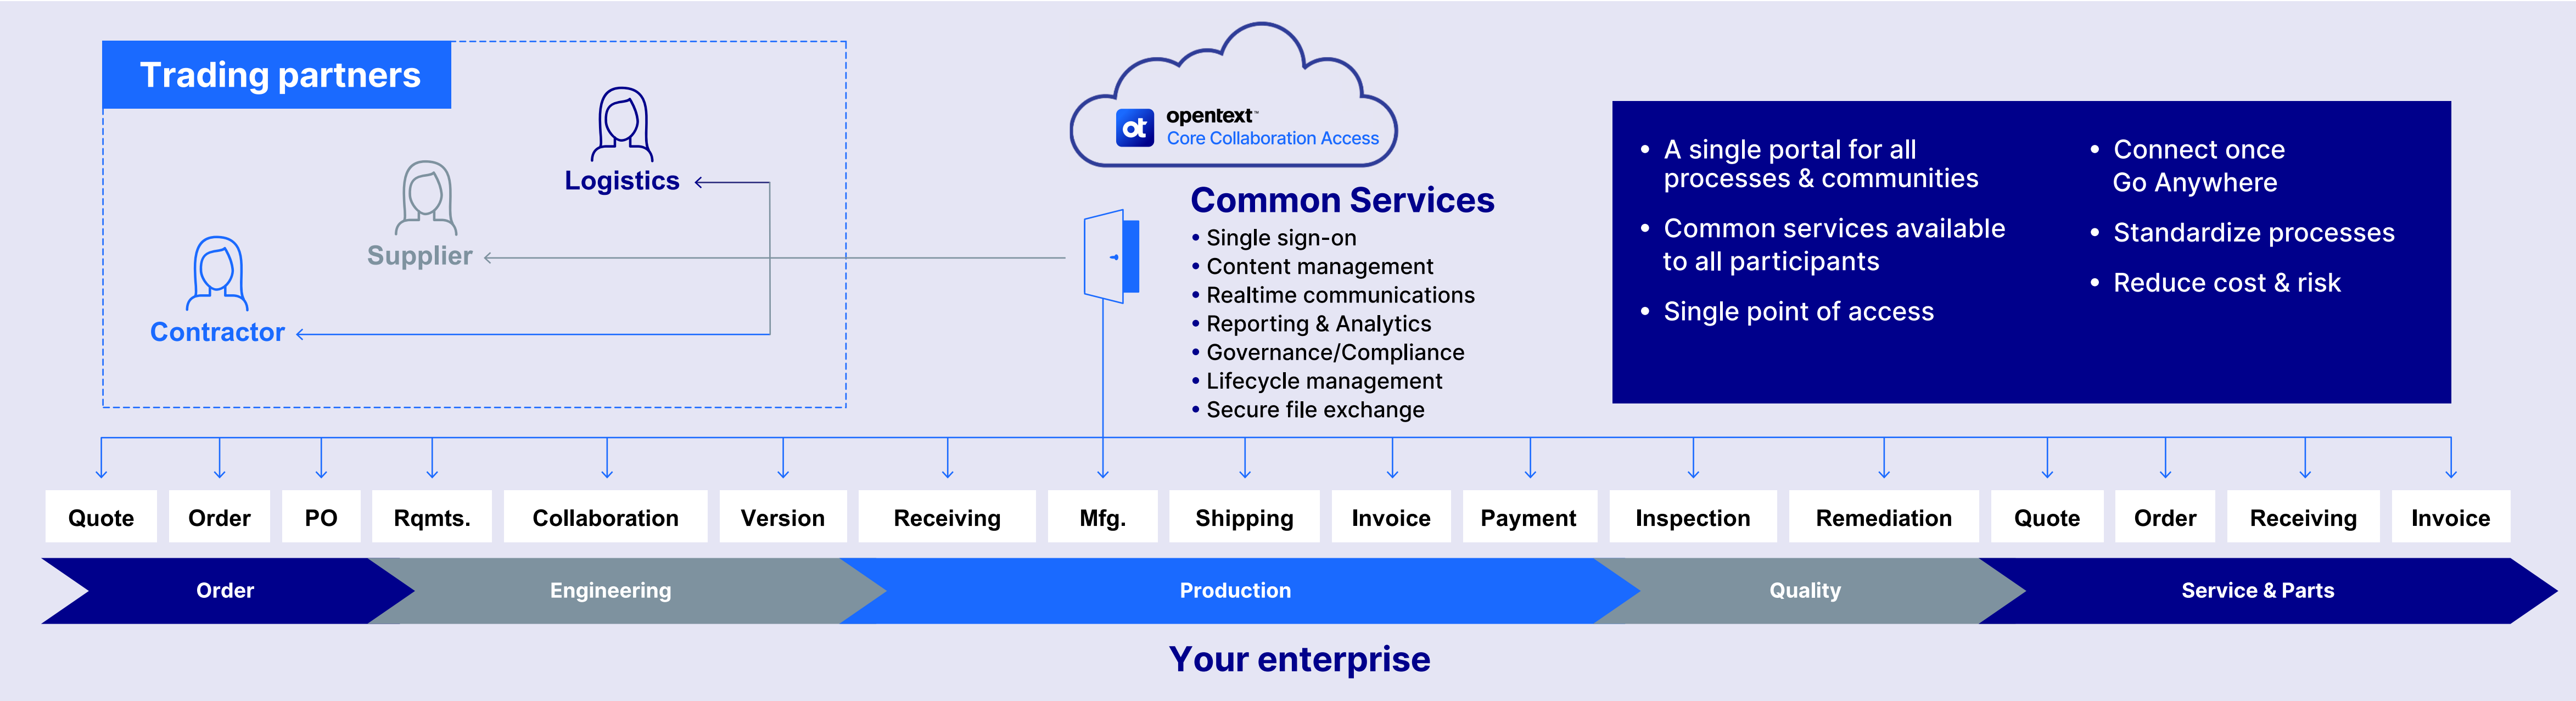 Trading partners
Logistics
Supplier
Contractor
opentext™
Core Collaboration Access
Common Services
• Single sign-on
• Content management
• Realtime communications
• Reporting & Analytics
• Governance/Compliance
• Lifecycle management
• Secure file exchange
• A single portal for all
processes & communities
• Common services available
to all participants
• Single point of access
• Connect once
Go Anywhere
• Standardize processes
• Reduce cost & risk
Quote Order PO Rqmts. Collaboration Version Receiving Mfg. Shipping Invoice Payment Inspection Remediation Quote Order Receiving Invoice
Order Engineering Production Quality Service & Parts
Your enterprise